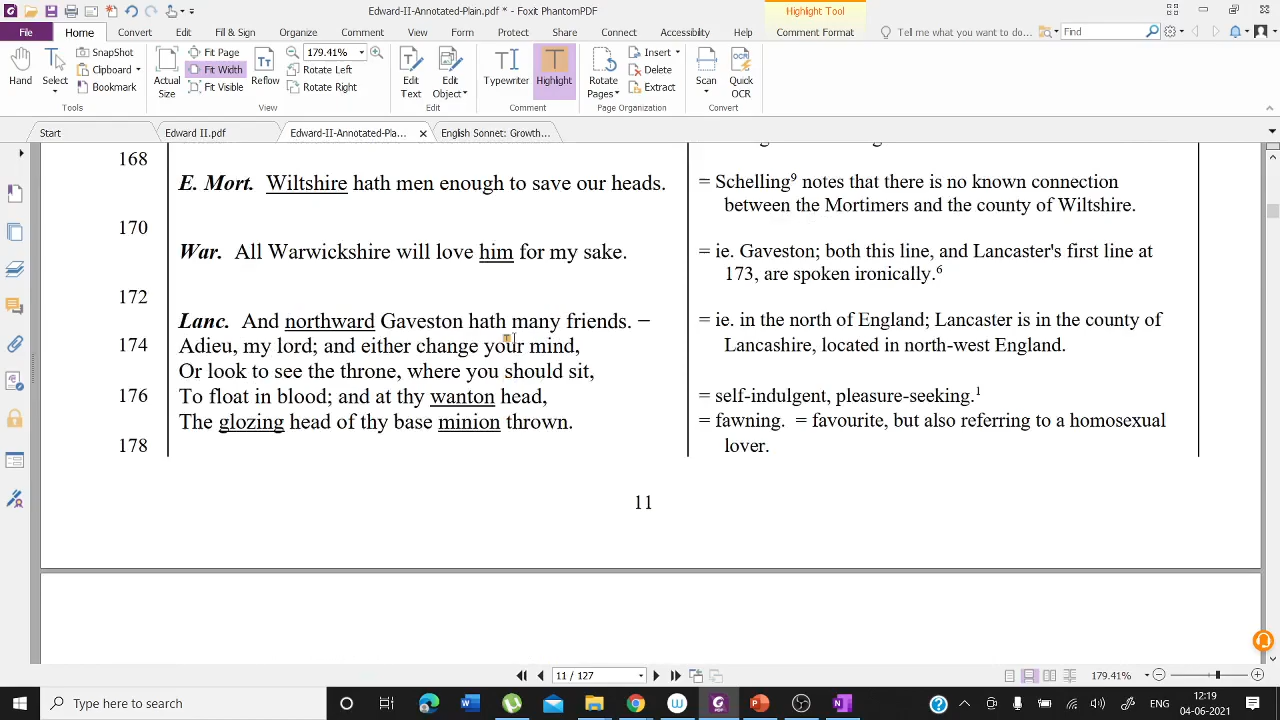 Edward-II-Annotated-Plain.pdf * - Foxit PhantomPDF
Highlight Tool
File Home Convert Edit Fill & Sign Organize Comment View Form Protect Share Connect Accessibility Help Comment Format Tell me what you want to do... Find
Hand Select SnapShot Clipboard Bookmark Actual Size Fit Page Fit Width Fit Visible Reflow 179.41% Rotate Left Rotate Right Edit Text Edit Object Typewriter Highlight Rotate Pages Insert Delete Extract Scan Quick OCR
Tools View Edit Comment Page Organization Convert
Start Edward II.pdf Edward-II-Annotated-Pla... English Sonnet: Growth...
168
E. Mort. Wiltshire hath men enough to save our heads. = Schelling⁹ notes that there is no known connection
between the Mortimers and the county of Wiltshire.
170
War. All Warwickshire will love him for my sake. = ie. Gaveston; both this line, and Lancaster's first line at
173, are spoken ironically.⁶
172
Lanc. And northward Gaveston hath many friends. − = ie. in the north of England; Lancaster is in the county of
174 Adieu, my lord; and either change your mind, Lancashire, located in north-west England.
Or look to see the throne, where you should sit,
176 To float in blood; and at thy wanton head, = self-indulgent, pleasure-seeking.¹
The glozing head of thy base minion thrown. = fawning. = favourite, but also referring to a homosexual
178 lover.
11
11 / 127 179.41%
Type here to search ENG 12:19
04-06-2021